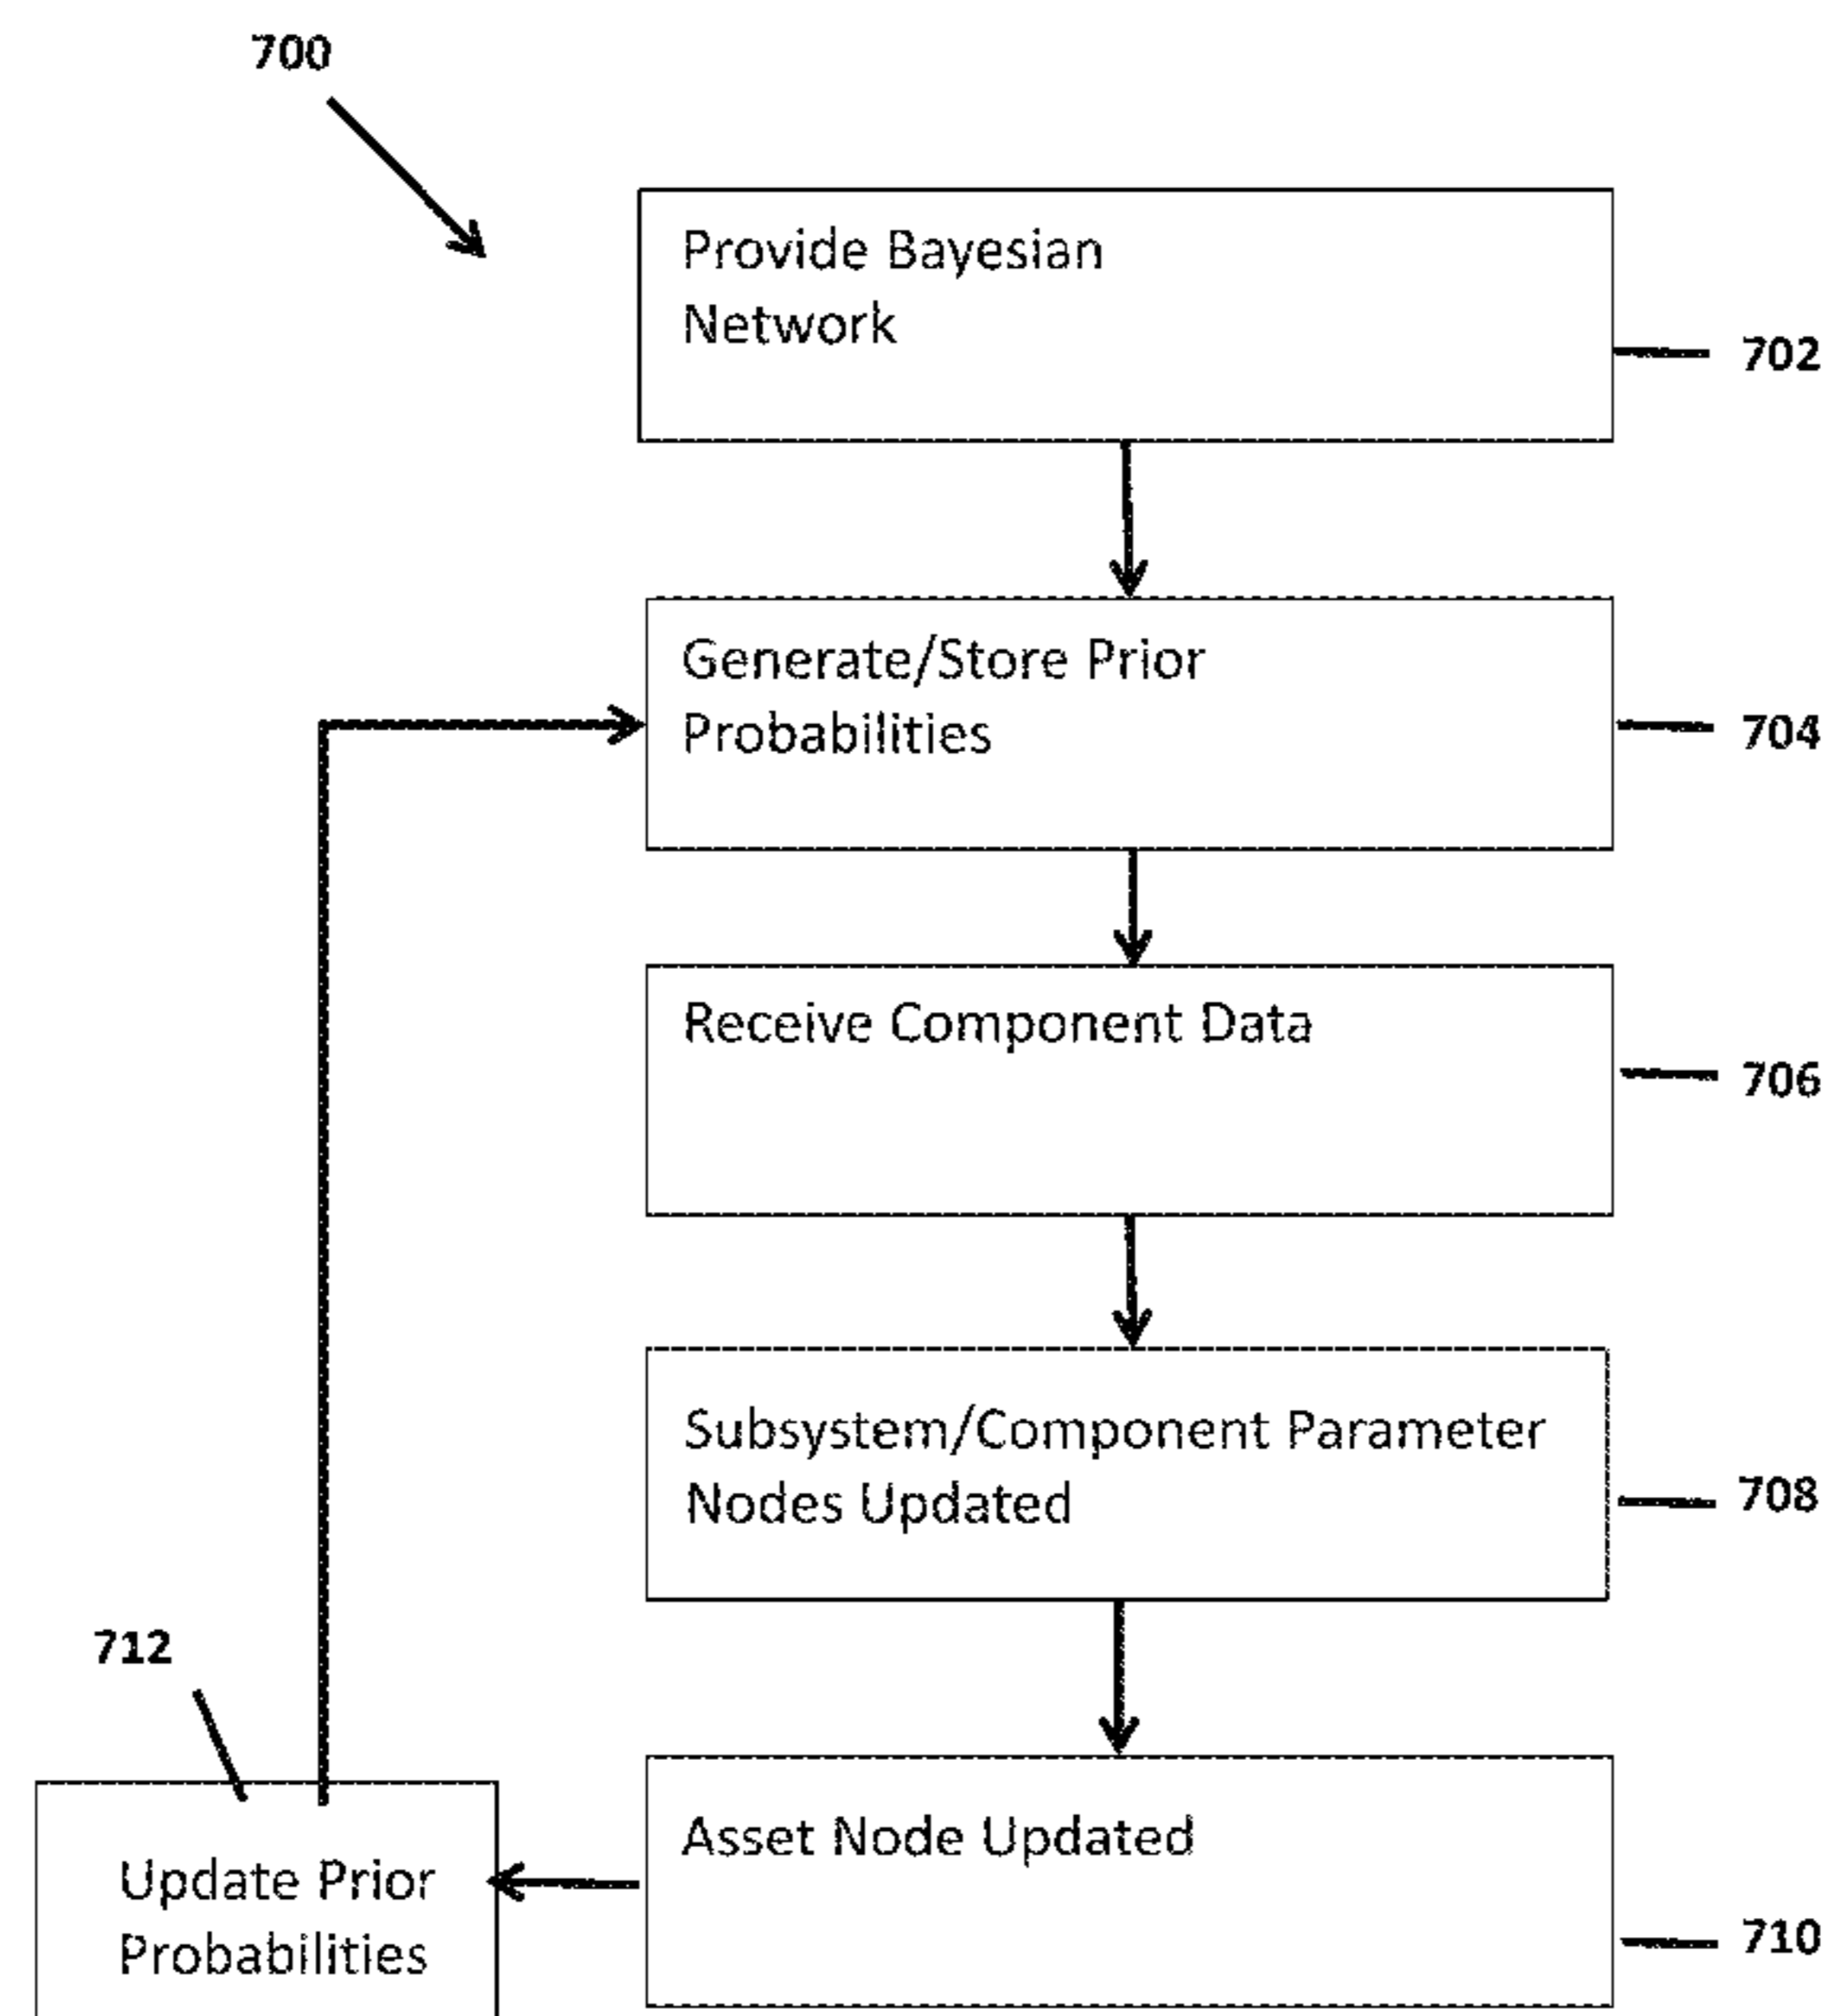 700
Provide Bayesian
Network
702
Generate/Store Prior
Probabilities
704
Receive Component Data
706
Subsystem/Component Parameter
Nodes Updated
708
712
Asset Node Updated
Update Prior
Probabilities
710